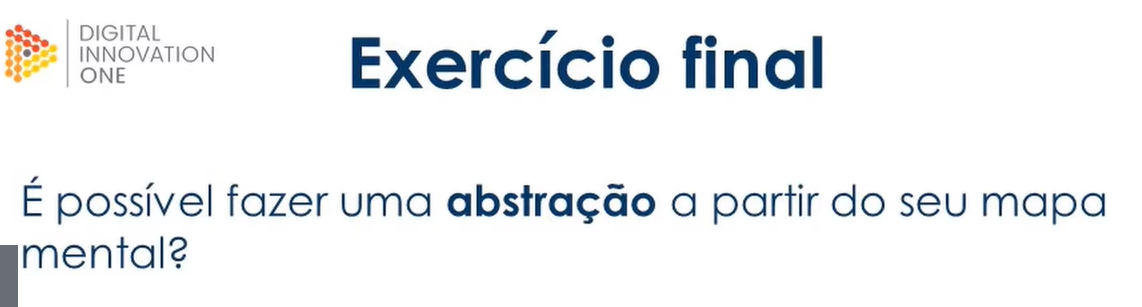 DIGITAL
INNOVATION
ONE
Exercício final
É possível fazer uma abstração a partir do seu mapa
mental?